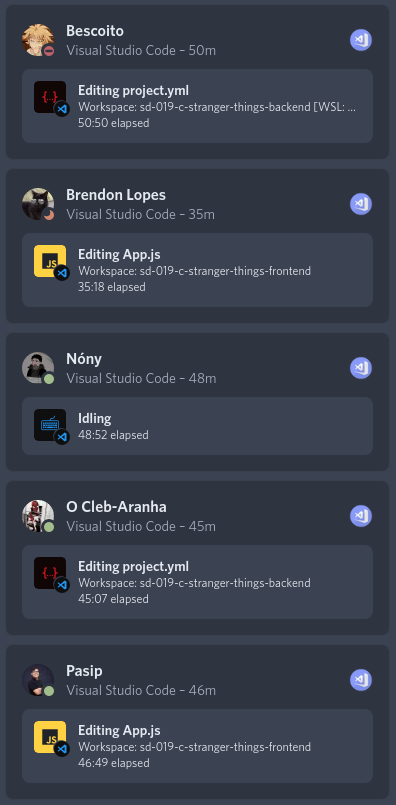 Bescoito
Visual Studio Code – 50m
{..}
Editing project.yml
Workspace: sd-019-c-stranger-things-backend [WSL: ...
50:50 elapsed
Brendon Lopes
Visual Studio Code – 35m
JS
Editing App.js
Workspace: sd-019-c-stranger-things-frontend
35:18 elapsed
Nóny
Visual Studio Code – 48m
Idling
48:52 elapsed
O Cleb-Aranha
Visual Studio Code – 45m
{..}
Editing project.yml
Workspace: sd-019-c-stranger-things-backend
45:07 elapsed
Pasip
Visual Studio Code – 46m
JS
Editing App.js
Workspace: sd-019-c-stranger-things-frontend
46:49 elapsed